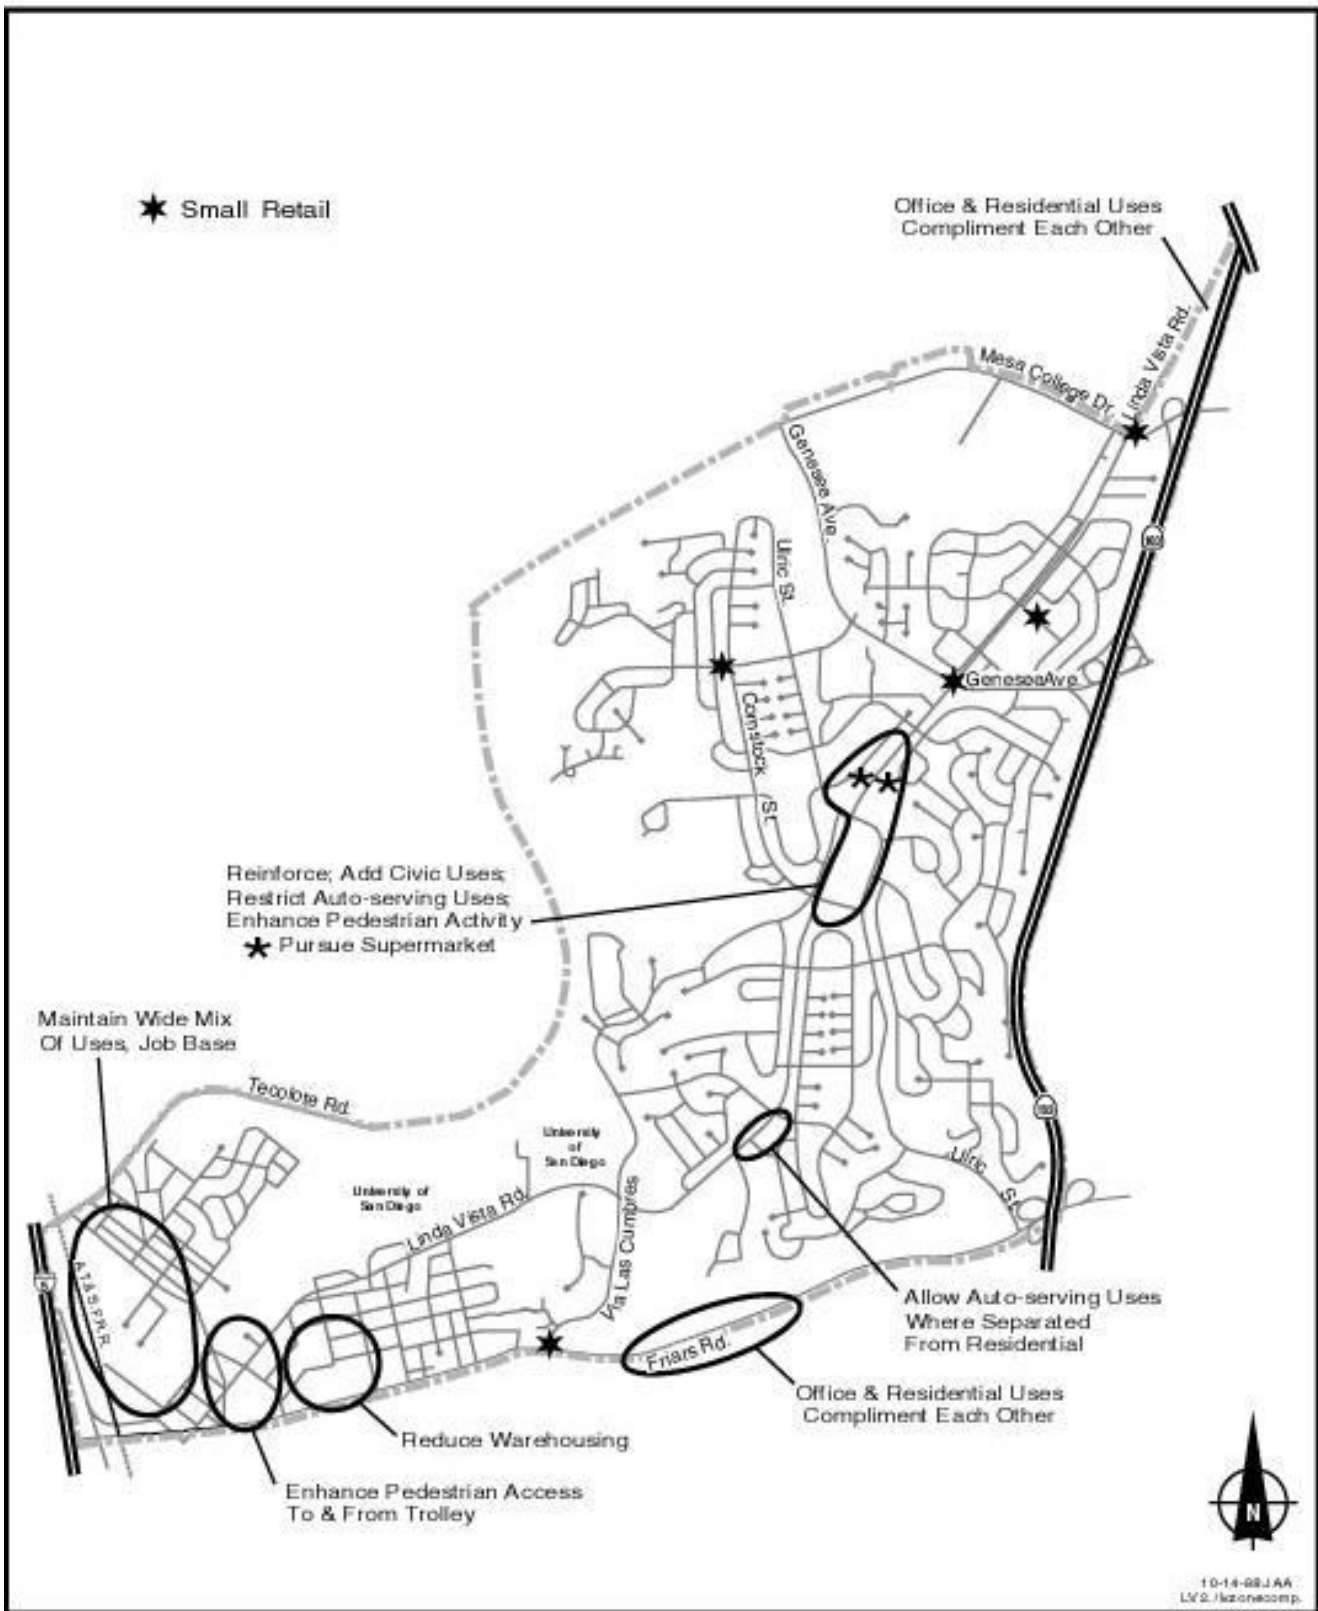 Small Retail
Office & Residential Uses
Compliment Each Other
Linda Vista Rd.
Mesa College Dr.
Genesee Ave.
Ulric St.
Genesee Ave.
Comstock
St.
Reinforce; Add Civic Uses;
Restrict Auto-serving Uses;
Enhance Pedestrian Activity
Pursue Supermarket
Maintain Wide Mix
Of Uses, Job Base
Tecolote Rd.
University
of
San Diego
University of
San Diego
Linda Vista Rd.
Via Las Cumbres
Ulric
St.
A.T.& S.F.R.R.
5
Friars Rd.
Allow Auto-serving Uses
Where Separated
From Residential
Office & Residential Uses
Compliment Each Other
Reduce Warehousing
Enhance Pedestrian Access
To & From Trolley
N